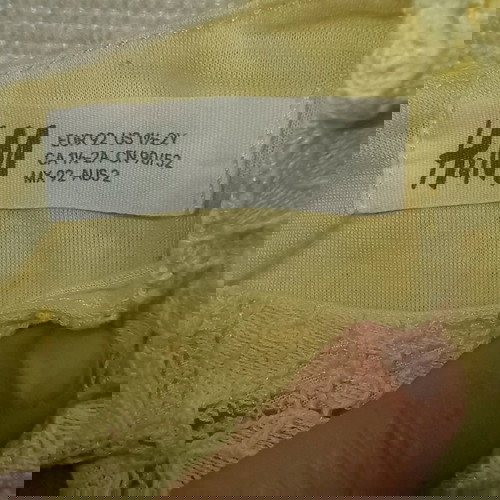 H&M
EUR 92 US 1½-2Y
CA 1½-2A CN 90/52
MX 92 AUS 2